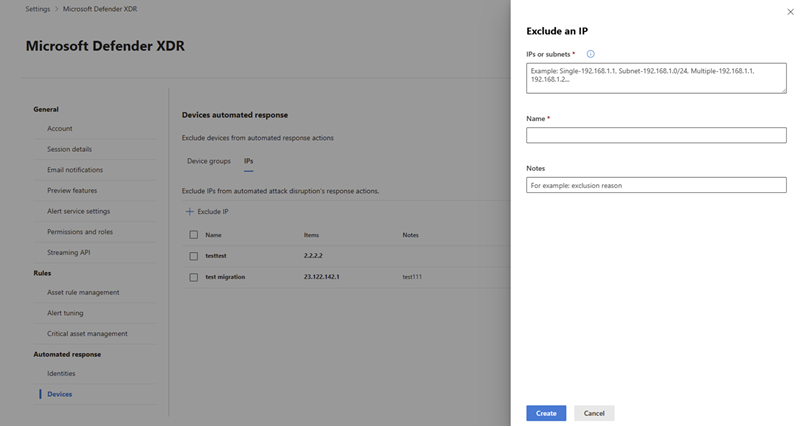 Settings > Microsoft Defender XDR
Microsoft Defender XDR
General
Account
Session details
Email notifications
Preview features
Alert service settings
Permissions and roles
Streaming API
Rules
Asset rule management
Alert tuning
Critical asset management
Automated response
Identities
Devices
Devices automated response
Exclude devices from automated response actions
Device groups IPs
Exclude IPs from automated attack disruption's response actions.
+ Exclude IP
Name Items Notes
testtest 2.2.2.2
test migration 23.122.142.1 test111
Exclude an IP
IPs or subnets *
Example: Single-192.168.1.1, Subnet-192.168.1.0/24, Multiple-192.168.1.1,
192.168.1.2...
Name *
Notes
For example: exclusion reason
Create Cancel